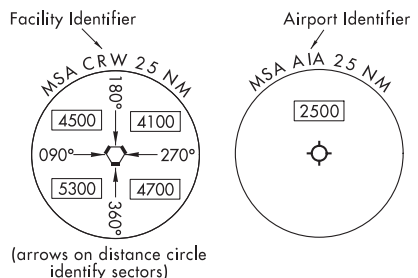 Facility Identifier
Airport Identifier
MSA CRW 25 NM
MSA AIA 25 NM
180°
4500
4100
2500
090°
270°
5300
4700
360°
(arrows on distance circle
identify sectors)